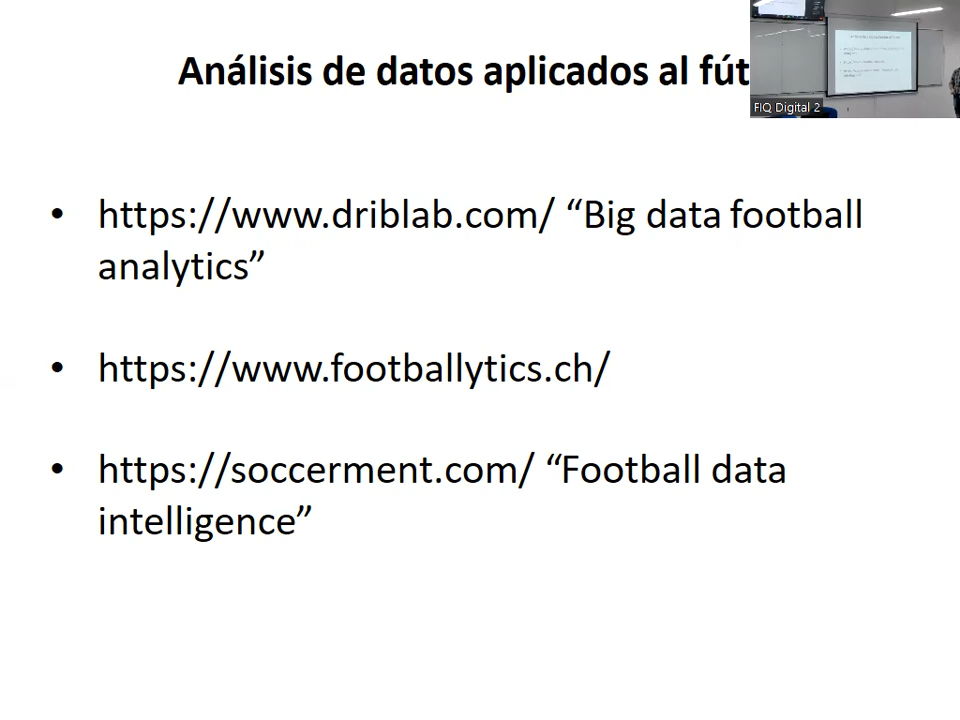 Análisis de datos aplicados al fút
FIQ Digital 2
• https://www.driblab.com/ “Big data football
analytics”
• https://www.footballytics.ch/
• https://soccerment.com/ “Football data
intelligence”